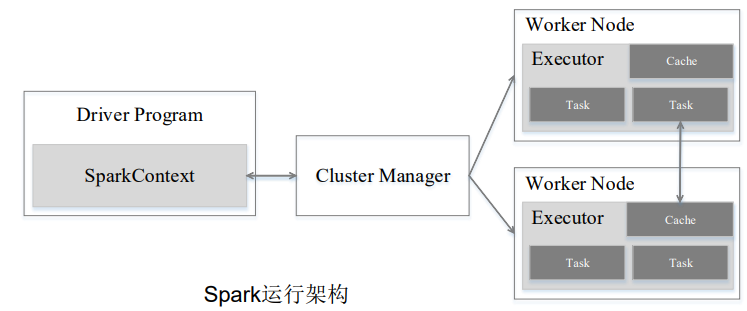 Driver Program
SparkContext
Cluster Manager
Worker Node
Executor
Cache
Task
Task
Worker Node
Executor
Cache
Task
Task
Spark运行架构